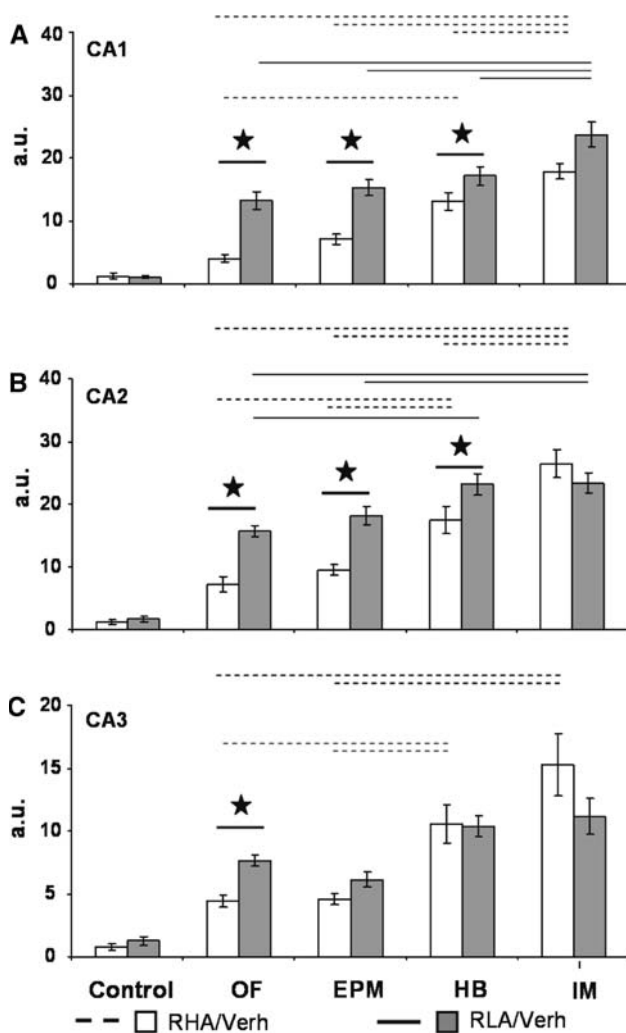 A
CA1
40
30
20
10
0
a.u.
B
CA2
40
30
20
10
0
a.u.
C
CA3
20
15
10
5
0
a.u.
Control OF EPM HB IM
RHA/Verh RLA/Verh